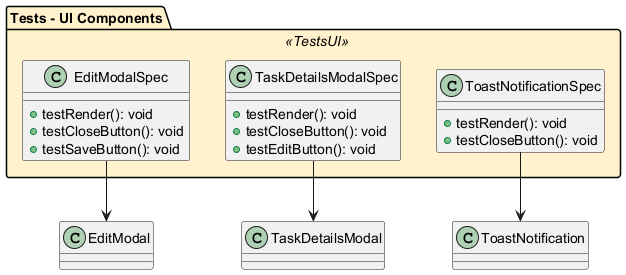 Tests - UI Components
«TestsUI»
C EditModalSpec
testRender(): void
testCloseButton(): void
testSaveButton(): void
C TaskDetailsModalSpec
testRender(): void
testCloseButton(): void
testEditButton(): void
C ToastNotificationSpec
testRender(): void
testCloseButton(): void
C EditModal
C TaskDetailsModal
C ToastNotification